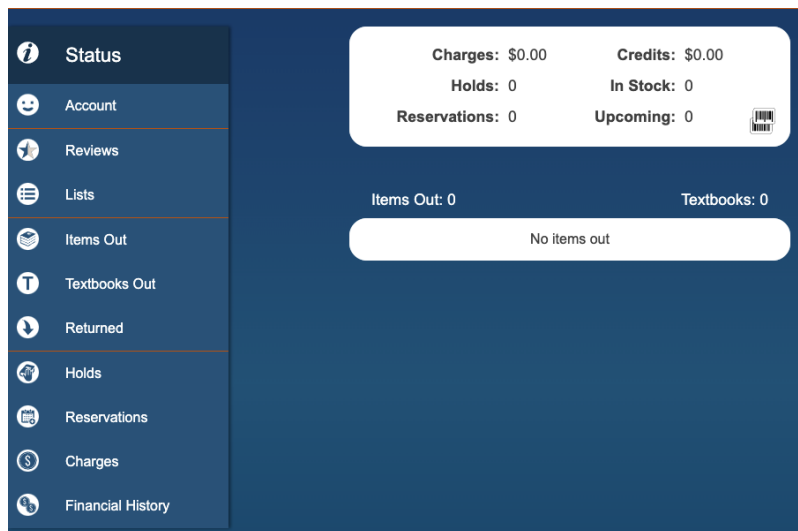 Status
Account
Reviews
Lists
Items Out
Textbooks Out
Returned
Holds
Reservations
Charges
Financial History
Charges: $0.00 Credits: $0.00
Holds: 0 In Stock: 0
Reservations: 0 Upcoming: 0
Items Out: 0 Textbooks: 0
No items out